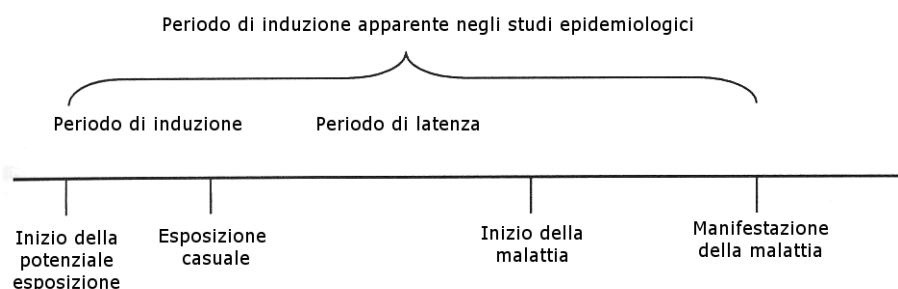 Periodo di induzione apparente negli studi epidemiologici
Periodo di induzione
Periodo di latenza
Inizio della
potenziale
esposizione
Esposizione
casuale
Inizio della
malattia
Manifestazione
della malattia